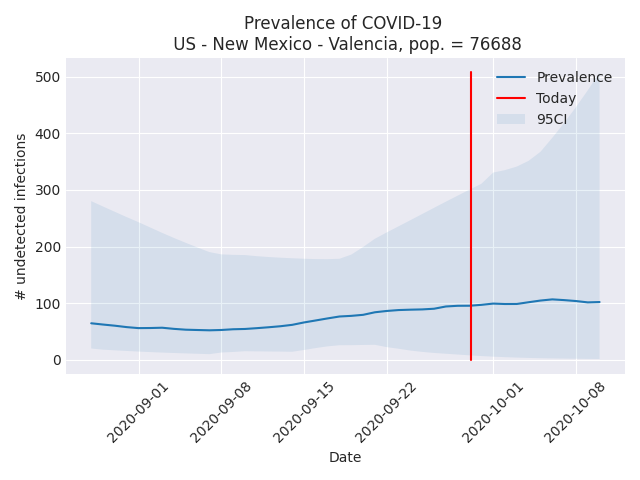 Prevalence of COVID-19
US - New Mexico - Valencia, pop. = 76688
Prevalence
Today
95CI
# undetected infections
500
400
300
200
100
0
2020-09-01
2020-09-08
2020-09-15
2020-09-22
2020-10-01
2020-10-08
Date